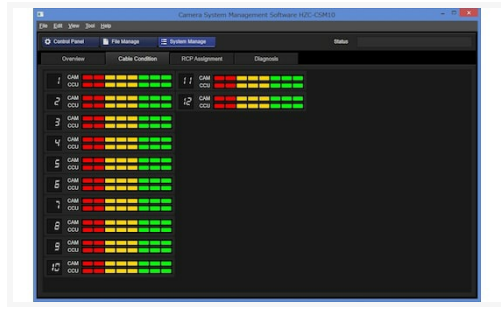 Camera System Management Software HZC-CSM10
File Edit View Tool Help
Control Panel File Manage System Manage Status
Overview Cable Condition RCP Assignment Diagnosis
1 CAM CCU 11 CAM CCU
2 CAM CCU 12 CAM CCU
3 CAM CCU
4 CAM CCU
5 CAM CCU
6 CAM CCU
7 CAM CCU
8 CAM CCU
9 CAM CCU
10 CAM CCU